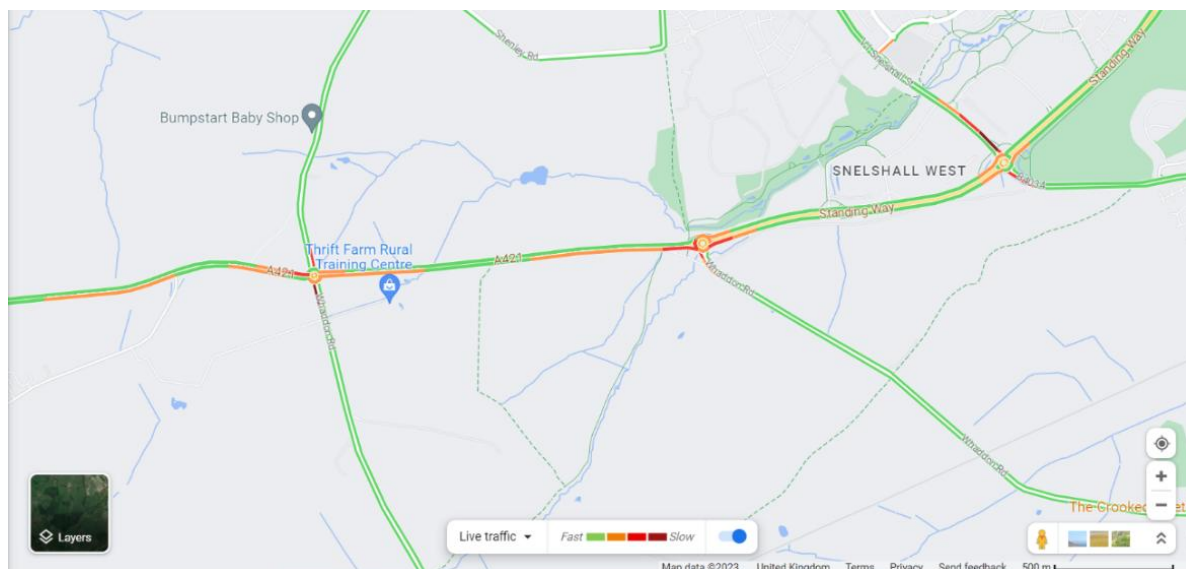 Shenley Rd
Standing Way
Bumpstart Baby Shop
SNELSHALL WEST
Standing Way
Thrift Farm Rural
Training Centre
A421
A421
Whaddon Rd
Whaddon Rd
Whaddon Rd
The Crooked
Layers
Live traffic Fast Slow
Map data ©2023 United Kingdom Terms Privacy Send feedback 500 m